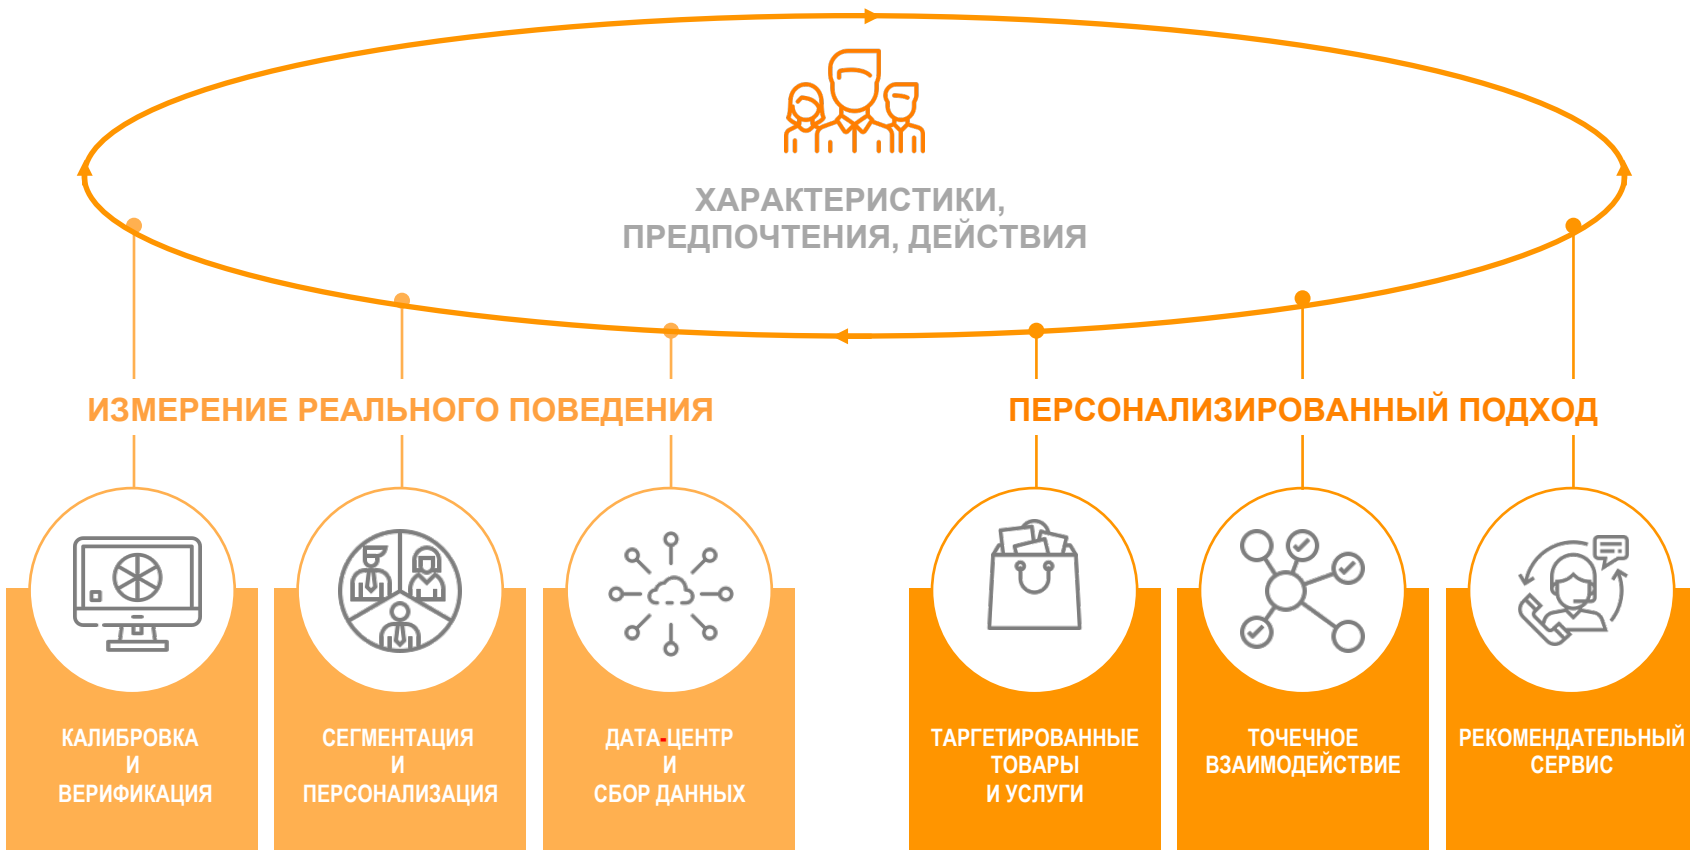 ХАРАКТЕРИСТИКИ,
ПРЕДПОЧТЕНИЯ, ДЕЙСТВИЯ
ИЗМЕРЕНИЕ РЕАЛЬНОГО ПОВЕДЕНИЯ
ПЕРСОНАЛИЗИРОВАННЫЙ ПОДХОД
КАЛИБРОВКА
И
ВЕРИФИКАЦИЯ
СЕГМЕНТАЦИЯ
И
ПЕРСОНАЛИЗАЦИЯ
ДАТА-ЦЕНТР
И
СБОР ДАННЫХ
ТАРГЕТИРОВАННЫЕ
ТОВАРЫ
И УСЛУГИ
ТОЧЕЧНОЕ
ВЗАИМОДЕЙСТВИЕ
РЕКОМЕНДАТЕЛЬНЫЙ
СЕРВИС